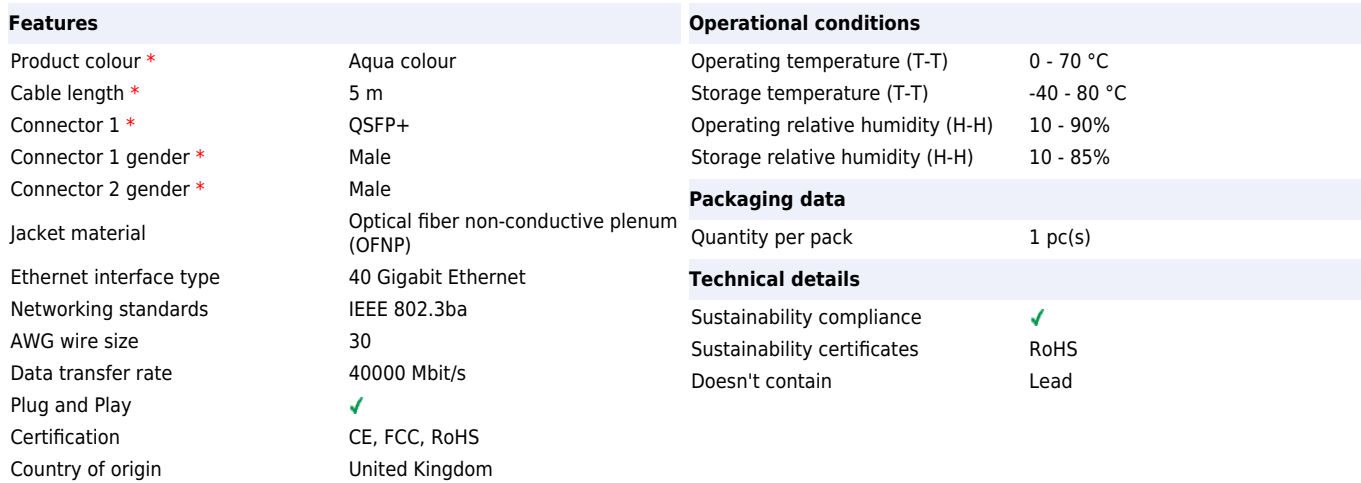 Features
Product colour * Aqua colour
Cable length * 5 m
Connector 1 * QSFP+
Connector 1 gender * Male
Connector 2 gender * Male
Jacket material Optical fiber non-conductive plenum
(OFNP)
Ethernet interface type 40 Gigabit Ethernet
Networking standards IEEE 802.3ba
AWG wire size 30
Data transfer rate 40000 Mbit/s
Plug and Play ✓
Certification CE, FCC, RoHS
Country of origin United Kingdom
Operational conditions
Operating temperature (T-T) 0 - 70 °C
Storage temperature (T-T) -40 - 80 °C
Operating relative humidity (H-H) 10 - 90%
Storage relative humidity (H-H) 10 - 85%
Packaging data
Quantity per pack 1 pc(s)
Technical details
Sustainability compliance ✓
Sustainability certificates RoHS
Doesn't contain Lead